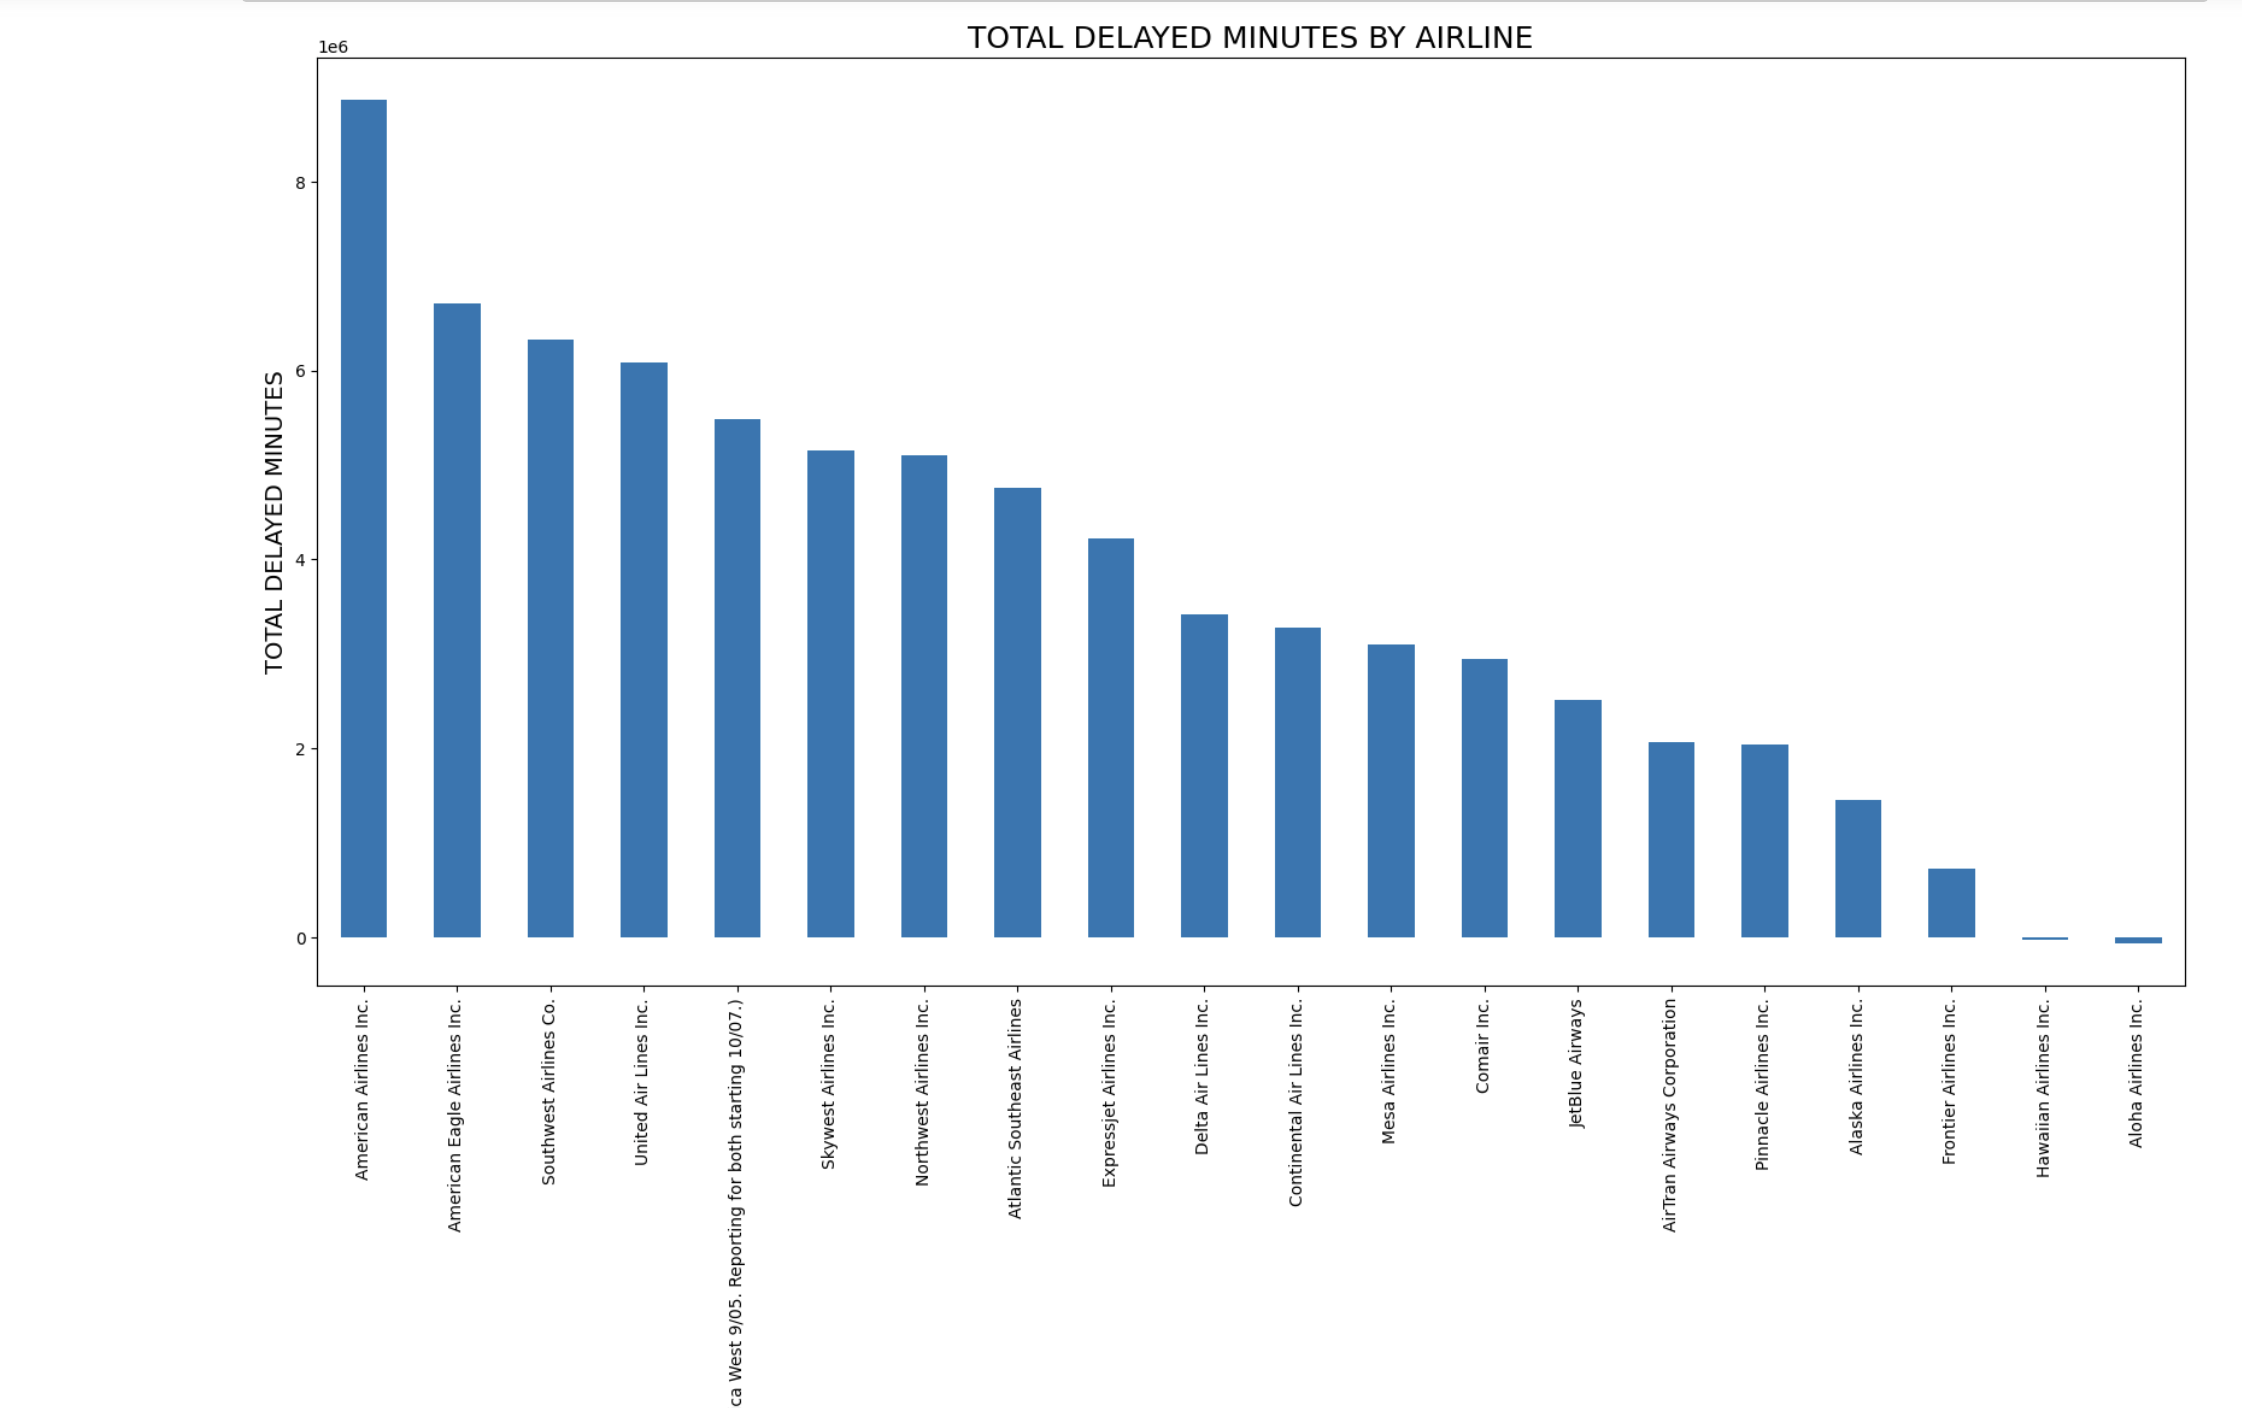 TOTAL DELAYED MINUTES BY AIRLINE
1e6
8
6
4
2
0
TOTAL DELAYED MINUTES
American Airlines Inc.
American Eagle Airlines Inc.
Southwest Airlines Co.
United Air Lines Inc.
ca West 9/05. Reporting for both starting 10/07.)
Skywest Airlines Inc.
Northwest Airlines Inc.
Atlantic Southeast Airlines
Expressjet Airlines Inc.
Delta Air Lines Inc.
Continental Air Lines Inc.
Mesa Airlines Inc.
Comair Inc.
JetBlue Airways
AirTran Airways Corporation
Pinnacle Airlines Inc.
Alaska Airlines Inc.
Frontier Airlines Inc.
Hawaiian Airlines Inc.
Aloha Airlines Inc.